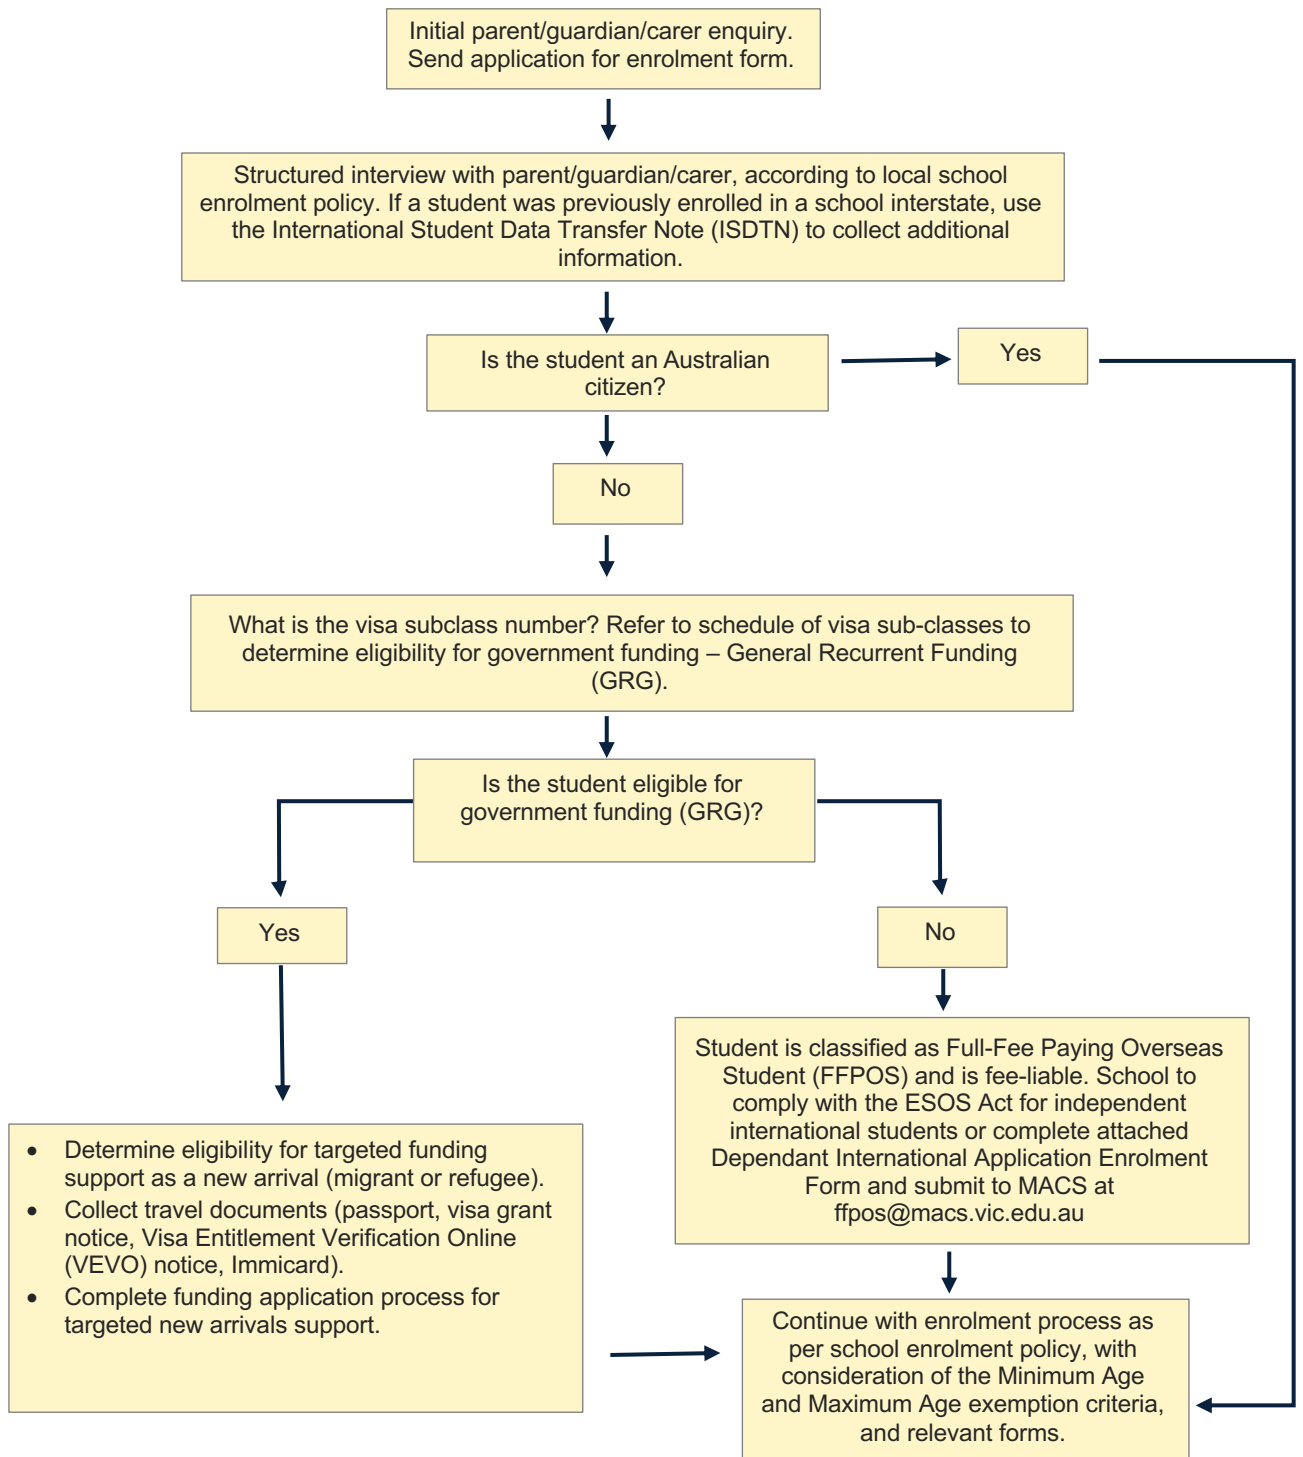 Initial parent/guardian/carer enquiry.
Send application for enrolment form.
Structured interview with parent/guardian/carer, according to local school
enrolment policy. If a student was previously enrolled in a school interstate, use
the International Student Data Transfer Note (ISDTN) to collect additional
information.
Is the student an Australian
citizen?
Yes
No
What is the visa subclass number? Refer to schedule of visa sub-classes to
determine eligibility for government funding – General Recurrent Funding
(GRG).
Is the student eligible for
government funding (GRG)?
Yes
No
Student is classified as Full-Fee Paying Overseas
Student (FFPOS) and is fee-liable. School to
comply with the ESOS Act for independent
international students or complete attached
Dependant International Application Enrolment
Form and submit to MACS at
ffpos@macs.vic.edu.au
• Determine eligibility for targeted funding
support as a new arrival (migrant or refugee).
• Collect travel documents (passport, visa grant
notice, Visa Entitlement Verification Online
(VEVO) notice, Immicard).
• Complete funding application process for
targeted new arrivals support.
Continue with enrolment process as
per school enrolment policy, with
consideration of the Minimum Age
and Maximum Age exemption criteria,
and relevant forms.